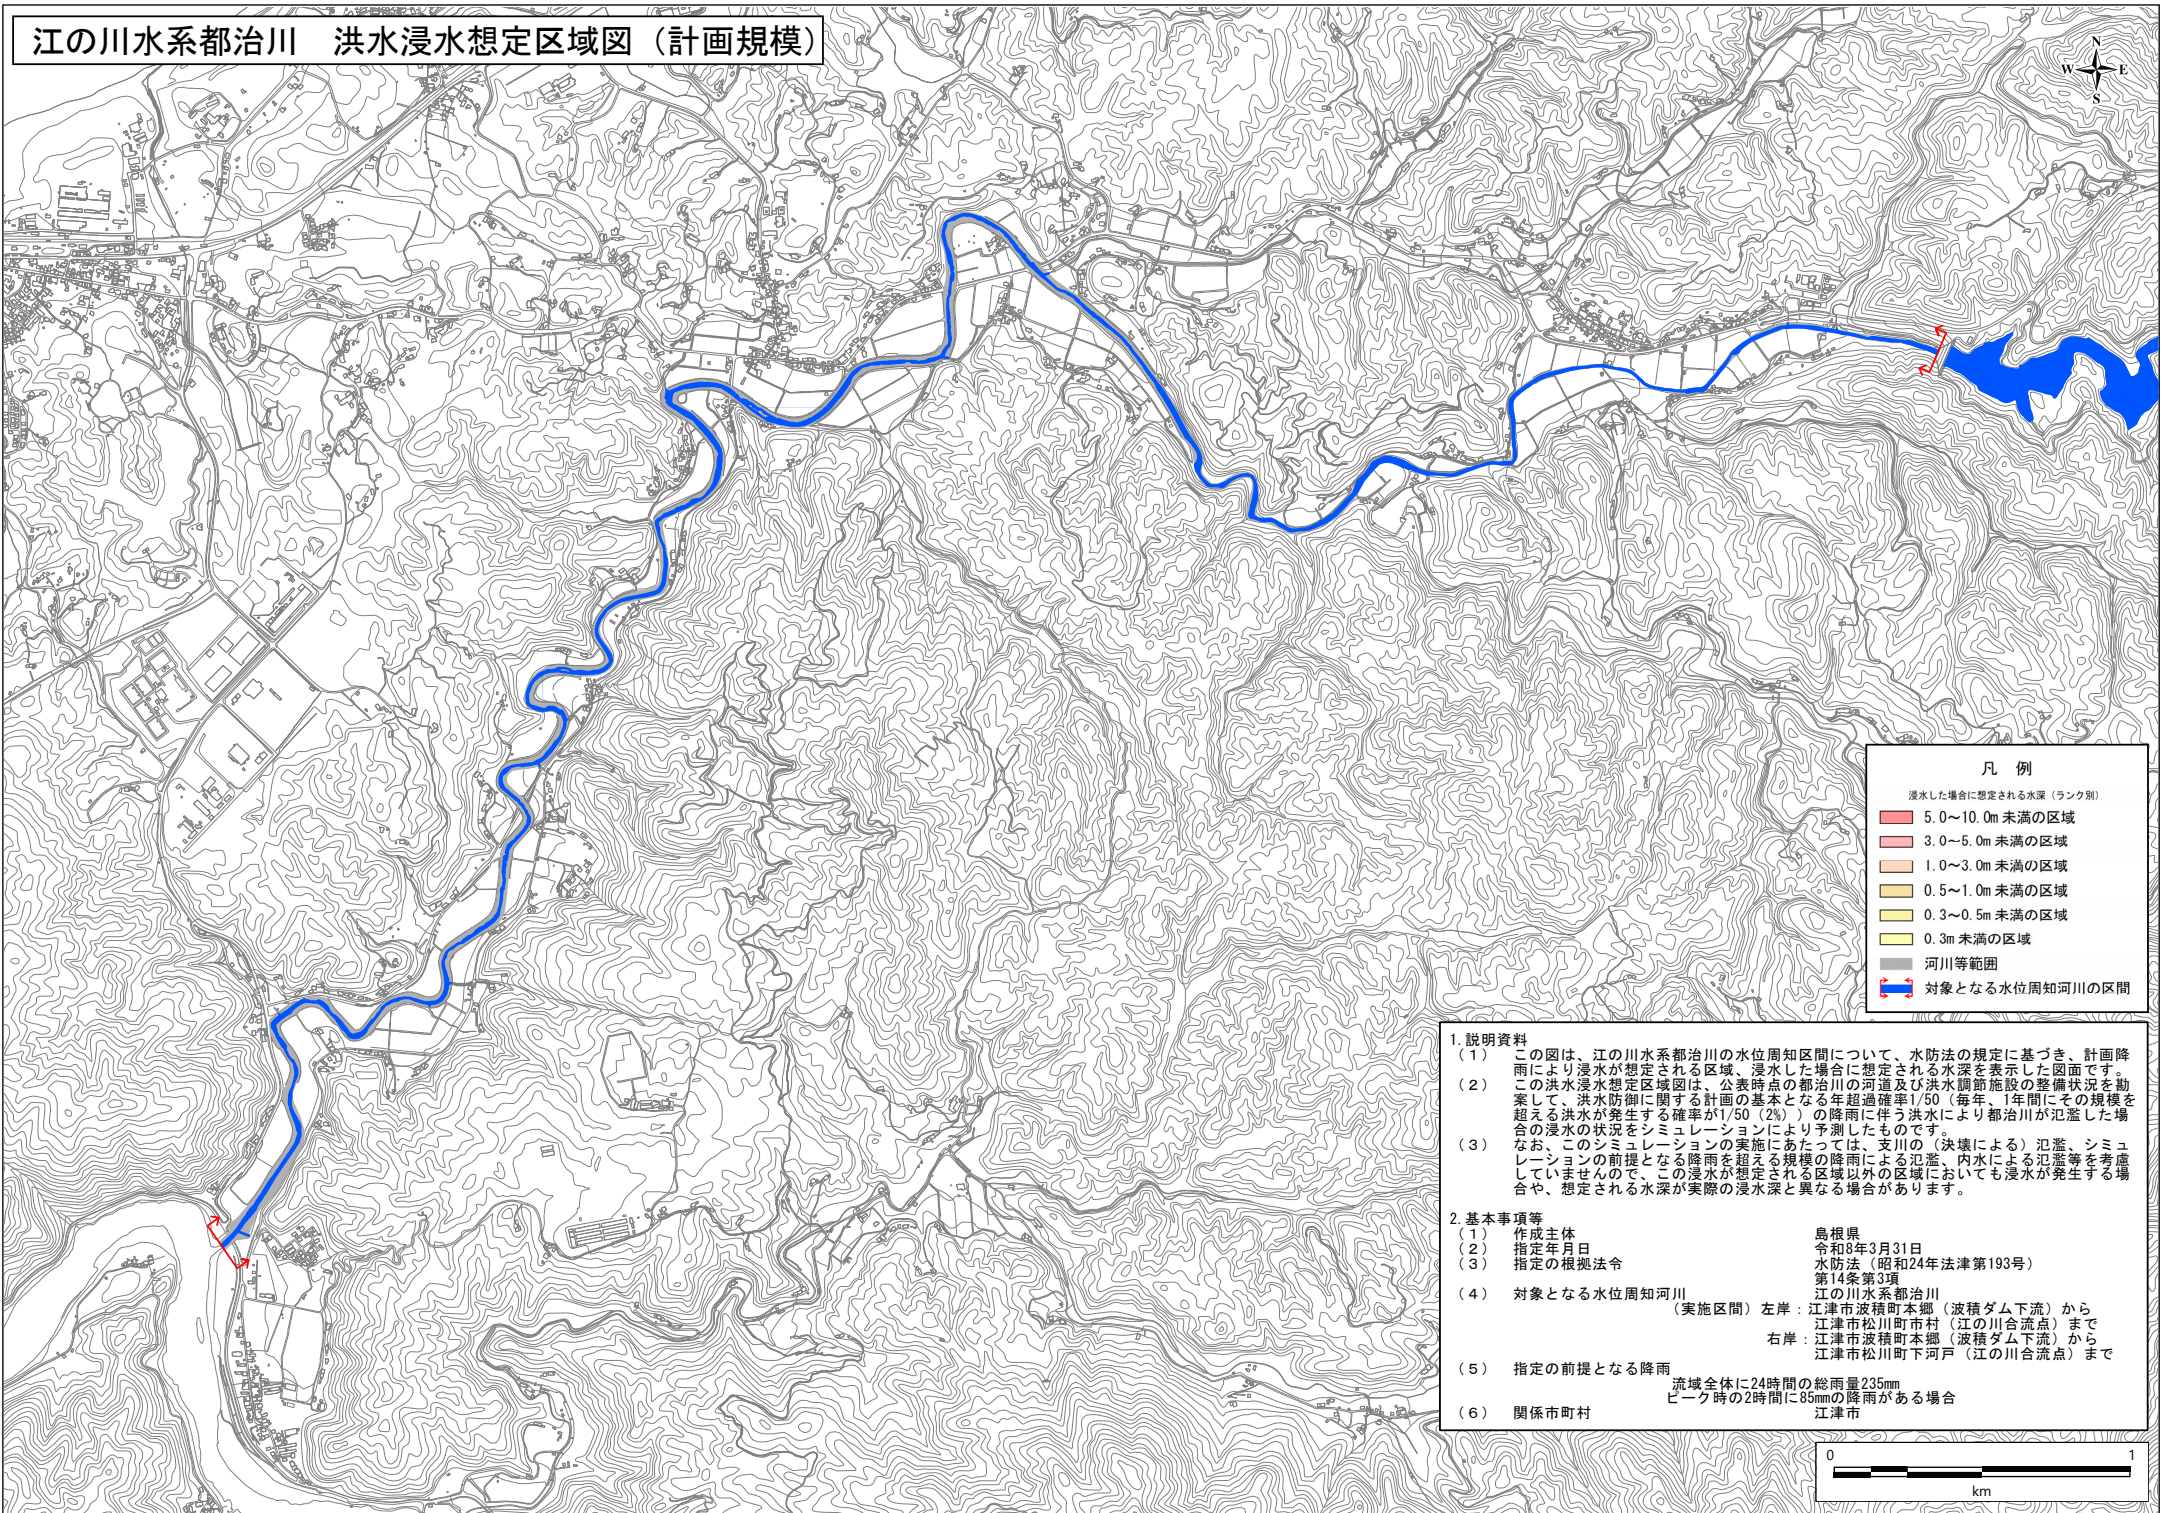 江の川水系都治川　洪水浸水想定区域図（計画規模）
N
W E
S
凡　例
浸水した場合に想定される水深（ランク別）
5.0～10.0m 未満の区域
3.0～5.0m 未満の区域
1.0～3.0m 未満の区域
0.5～1.0m 未満の区域
0.3～0.5m 未満の区域
0.3m 未満の区域
河川等範囲
対象となる水位周知河川の区間
1.説明資料
（1）　この図は、江の川水系都治川の水位周知区間について、水防法の規定に基づき、計画降
雨により浸水が想定される区域、浸水した場合に想定される水深を表示した図面です。
（2）　この洪水浸水想定区域図は、公表時点の都治川の河道及び洪水調節施設の整備状況を勘
案して、洪水防御に関する計画の基本となる年超過確率1/50（毎年、1年間にその規模を
超える洪水が発生する確率が1/50（2%））の降雨に伴う洪水により都治川が氾濫した場
合の浸水の状況をシミュレーションにより予測したものです。
（3）　なお、このシミュレーションの実施にあたっては、支川の（決壊による）氾濫、シミュ
レーションの前提となる降雨を超える規模の降雨による氾濫、内水による氾濫等を考慮
していませんので、この浸水が想定される区域以外の区域においても浸水が発生する場
合や、想定される水深が実際の浸水深と異なる場合があります。
2.基本事項等
（1）　作成主体　島根県
（2）　指定年月日　令和8年3月31日
（3）　指定の根拠法令　水防法（昭和24年法津第193号）
第14条第3項
（4）　対象となる水位周知河川　江の川水系都治川
（実施区間）左岸：江津市波積町本郷（波積ダム下流）から
江津市松川町市村（江の川合流点）まで
右岸：江津市波積町本郷（波積ダム下流）から
江津市松川町下河戸（江の川合流点）まで
（5）　指定の前提となる降雨
流域全体に24時間の総雨量235mm
ピーク時の2時間に85mmの降雨がある場合
（6）　関係市町村　江津市
0 1
km